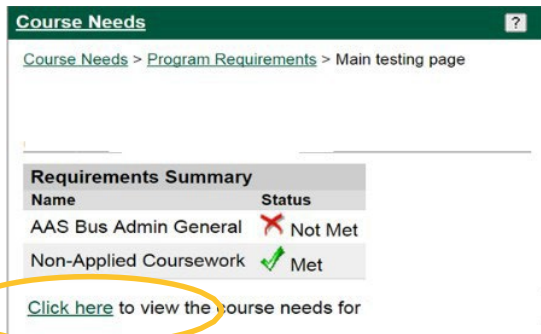 Course Needs ?
Course Needs > Program Requirements > Main testing page
Requirements Summary
Name Status
AAS Bus Admin General Not Met
Non-Applied Coursework Met
Click here to view the course needs for